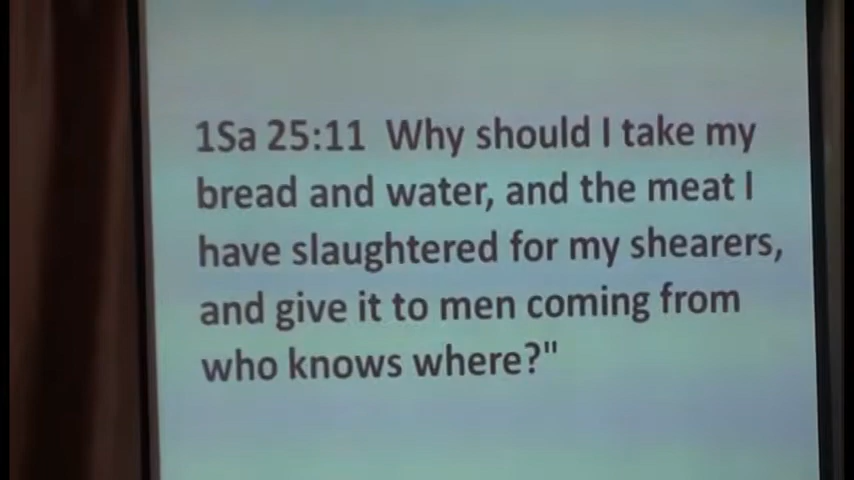 1Sa 25:11  Why should I take my
bread and water, and the meat I
have slaughtered for my shearers,
and give it to men coming from
who knows where?"